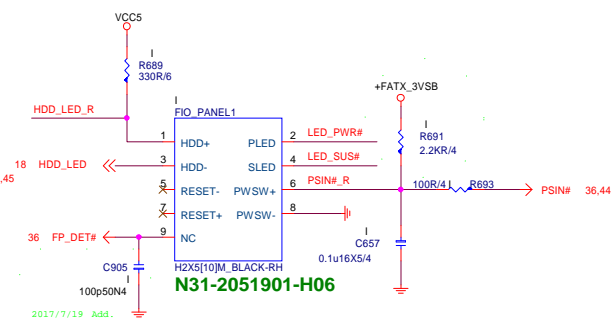 VCC5
R689
330R/6
+FATX_3VSB
HDD_LED_R
FIO_PANEL1
R691
2.2KR/4
1 HDD+ PLED 2 LED_PWR#
18 HDD_LED 3 HDD- SLED 4 LED_SUS#
,45
5 RESET- PWSW+ 6 PSIN#_R 100R/4 R693 PSIN# 36,44
7 RESET+ PWSW- 8
36 FP_DET# 9 NC
C657
0.1u16X5/4
C905
100p50N4
H2X5[10]M_BLACK-RH
N31-2051901-H06
2017/7/19 Add.